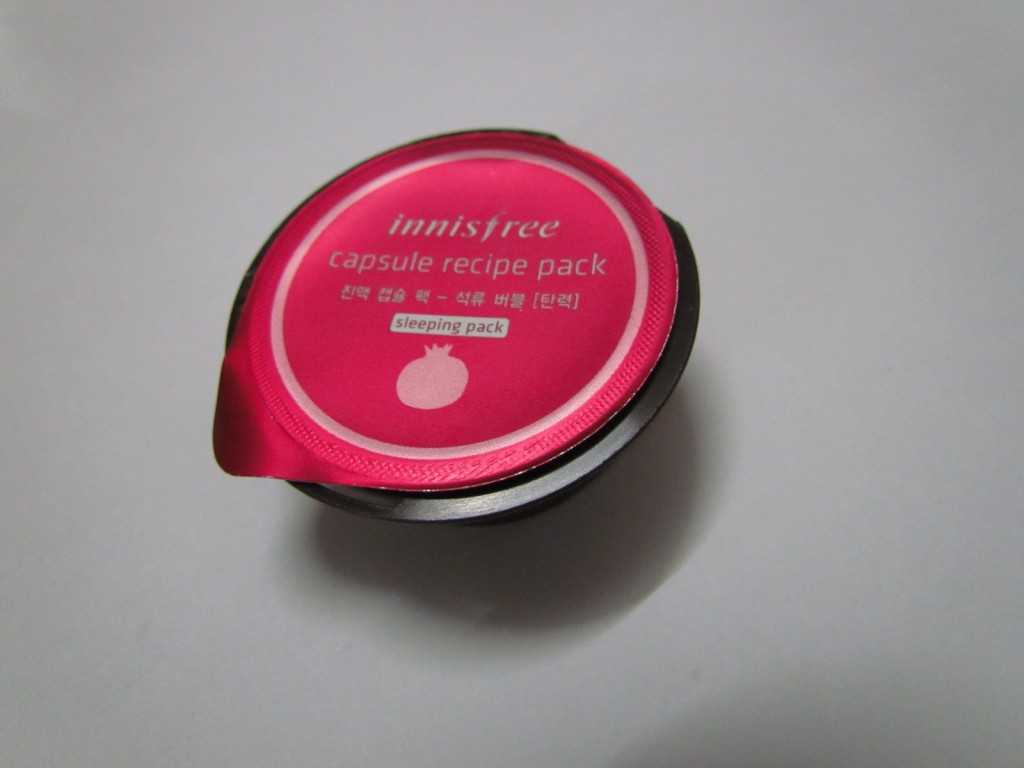 innisfree
capsule recipe pack
진액 캡슐 팩 - 석류 버블 [탄력]
sleeping pack